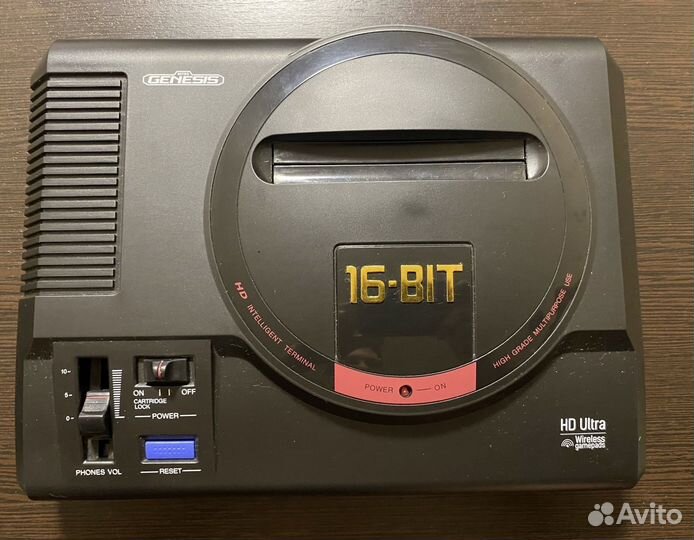 RETRO
GENESIS
16-BIT
HD INTELLIGENT TERMINAL
HIGH GRADE MULTIPURPOSE USE
POWER ON
10
5
0
PHONES VOL
ON OFF
CARTRIDGE
LOCK
POWER
RESET
HD Ultra
Wireless
gamepads
Avito